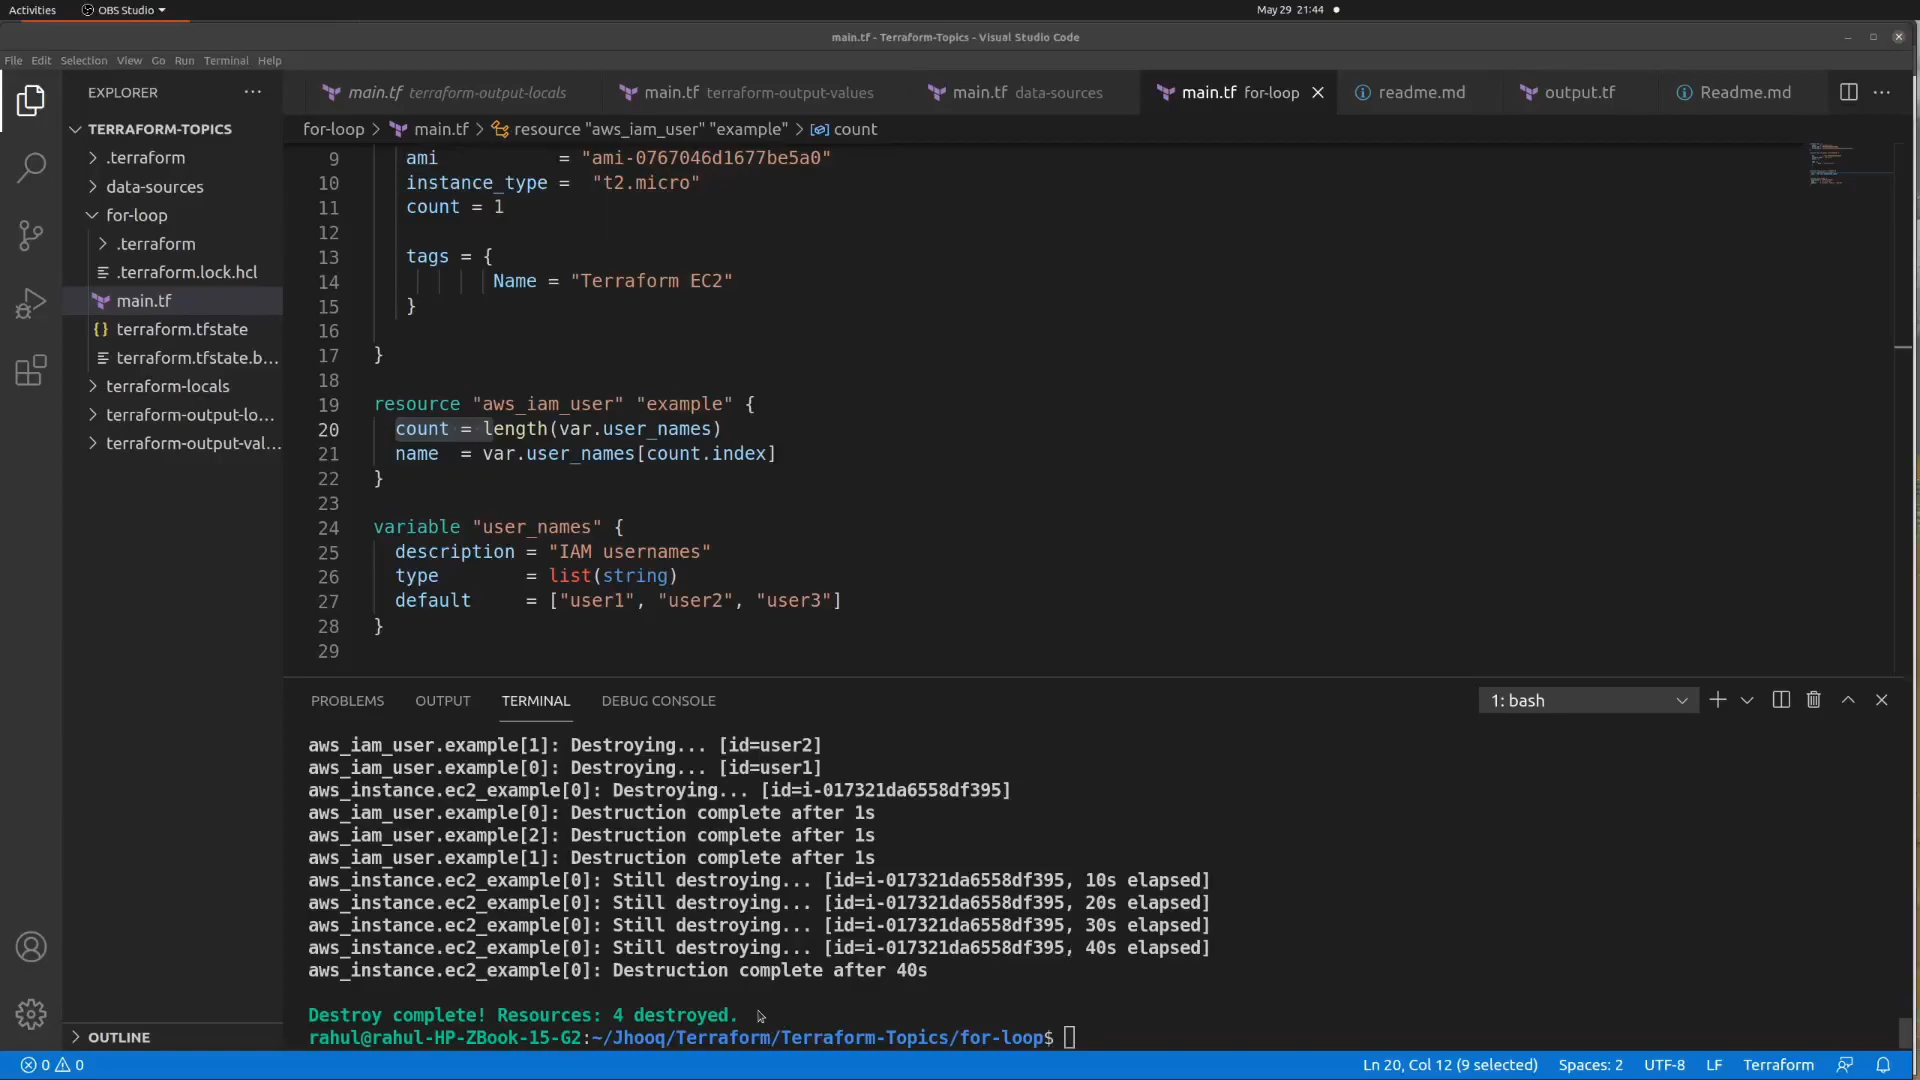 Activities
OBS Studio
May 29 21:44
main.tf - Terraform-Topics - Visual Studio Code
File Edit Selection View Go Run Terminal Help
EXPLORER
main.tf terraform-output-locals
main.tf terraform-output-values
main.tf data-sources
main.tf for-loop
readme.md
output.tf
Readme.md
TERRAFORM-TOPICS
.terraform
data-sources
for-loop
.terraform
.terraform.lock.hcl
main.tf
terraform.tfstate
terraform.tfstate.b...
terraform-locals
terraform-output-lo...
terraform-output-val...
OUTLINE
for-loop > main.tf > resource "aws_iam_user" "example" > count
9 ami = "ami-0767046d1677be5a0"
10 instance_type = "t2.micro"
11 count = 1
12
13 tags = {
14 Name = "Terraform EC2"
15 }
16
17 }
18
19 resource "aws_iam_user" "example" {
20 count = length(var.user_names)
21 name = var.user_names[count.index]
22 }
23
24 variable "user_names" {
25 description = "IAM usernames"
26 type = list(string)
27 default = ["user1", "user2", "user3"]
28 }
29
PROBLEMS OUTPUT TERMINAL DEBUG CONSOLE
1: bash
aws_iam_user.example[1]: Destroying... [id=user2]
aws_iam_user.example[0]: Destroying... [id=user1]
aws_instance.ec2_example[0]: Destroying... [id=i-017321da6558df395]
aws_iam_user.example[0]: Destruction complete after 1s
aws_iam_user.example[2]: Destruction complete after 1s
aws_iam_user.example[1]: Destruction complete after 1s
aws_instance.ec2_example[0]: Still destroying... [id=i-017321da6558df395, 10s elapsed]
aws_instance.ec2_example[0]: Still destroying... [id=i-017321da6558df395, 20s elapsed]
aws_instance.ec2_example[0]: Still destroying... [id=i-017321da6558df395, 30s elapsed]
aws_instance.ec2_example[0]: Still destroying... [id=i-017321da6558df395, 40s elapsed]
aws_instance.ec2_example[0]: Destruction complete after 40s
Destroy complete! Resources: 4 destroyed.
rahul@rahul-HP-ZBook-15-G2:~/Jhooq/Terraform/Terraform-Topics/for-loop$
0 0
Ln 20, Col 12 (9 selected)
Spaces: 2
UTF-8
LF
Terraform